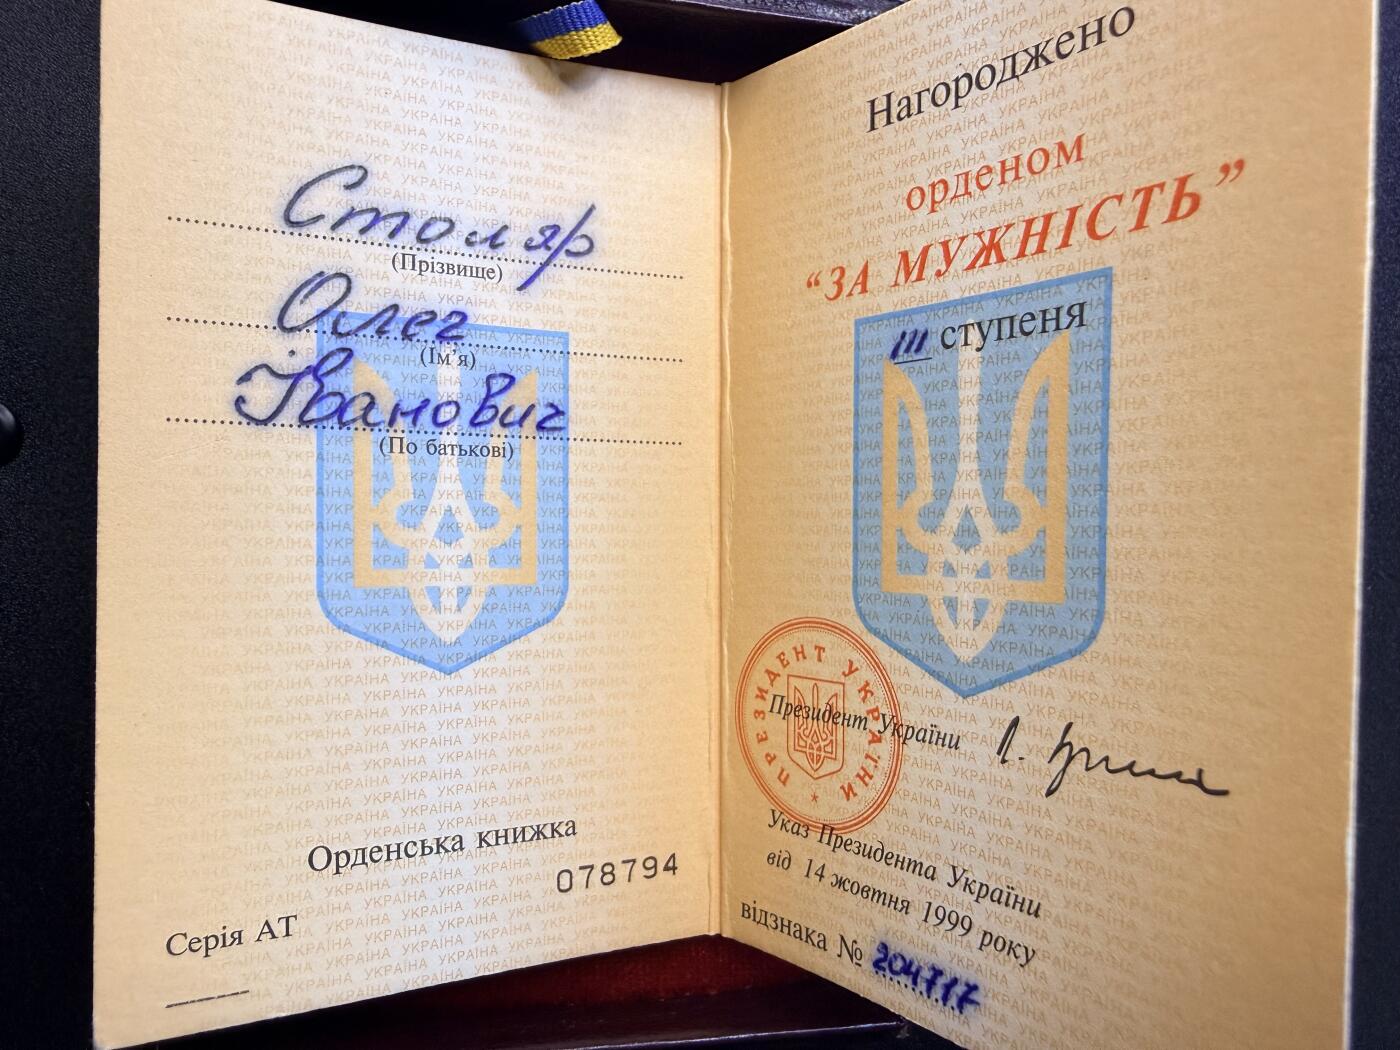 Столяр
(Прізвище)
Олег
(Ім’я)
Іванович
(По батькові)
Орденська книжка
078794
Серія АТ
Нагороджено
орденом
“ЗА МУЖНІСТЬ”
III ступеня
ПРЕЗИДЕНТ УКРАЇНИ
Президент України
Указ Президента України
від 14 жовтня 1999 року
відзнака № 204717